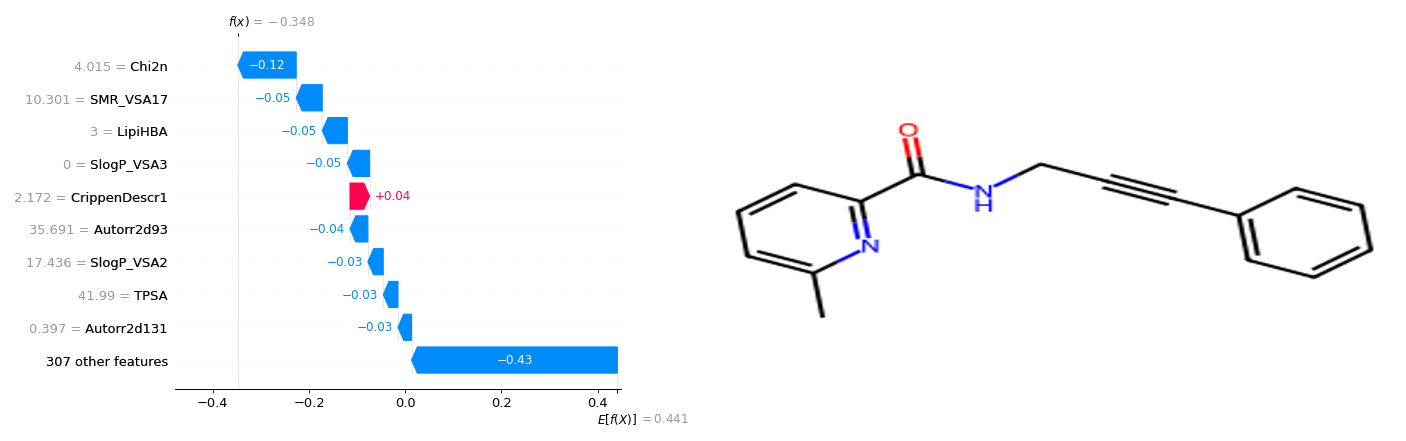 f(x) = −0.348
4.015 = Chi2n
−0.12
10.301 = SMR_VSA17
−0.05
3 = LipiHBA
−0.05
0 = SlogP_VSA3
−0.05
2.172 = CrippenDescr1
+0.04
35.691 = Autorr2d93
−0.04
17.436 = SlogP_VSA2
−0.03
41.99 = TPSA
−0.03
0.397 = Autorr2d131
−0.03
307 other features
−0.43
−0.4 −0.2 0.0 0.2 0.4
E[f(X)] = 0.441
O
N
H
N